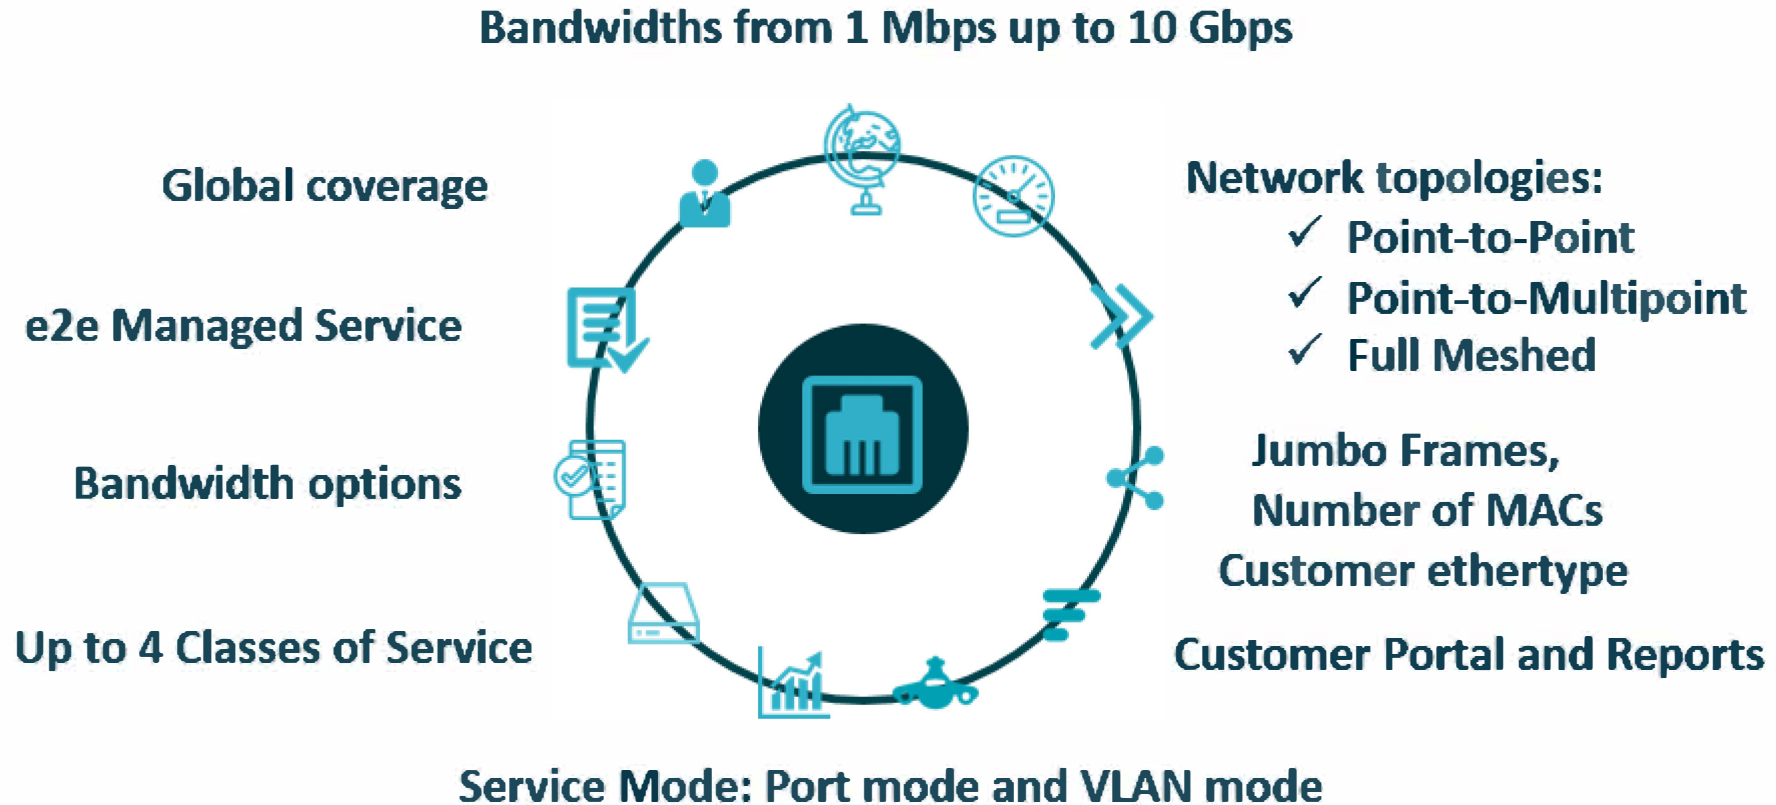 Bandwidths from 1 Mbps up to 10 Gbps
Global coverage
e2e Managed Service
Bandwidth options
Up to 4 Classes of Service
Network topologies:
✓ Point-to-Point
✓ Point-to-Multipoint
✓ Full Meshed
Jumbo Frames,
Number of MACs
Customer ethertype
Customer Portal and Reports
Service Mode: Port mode and VLAN mode